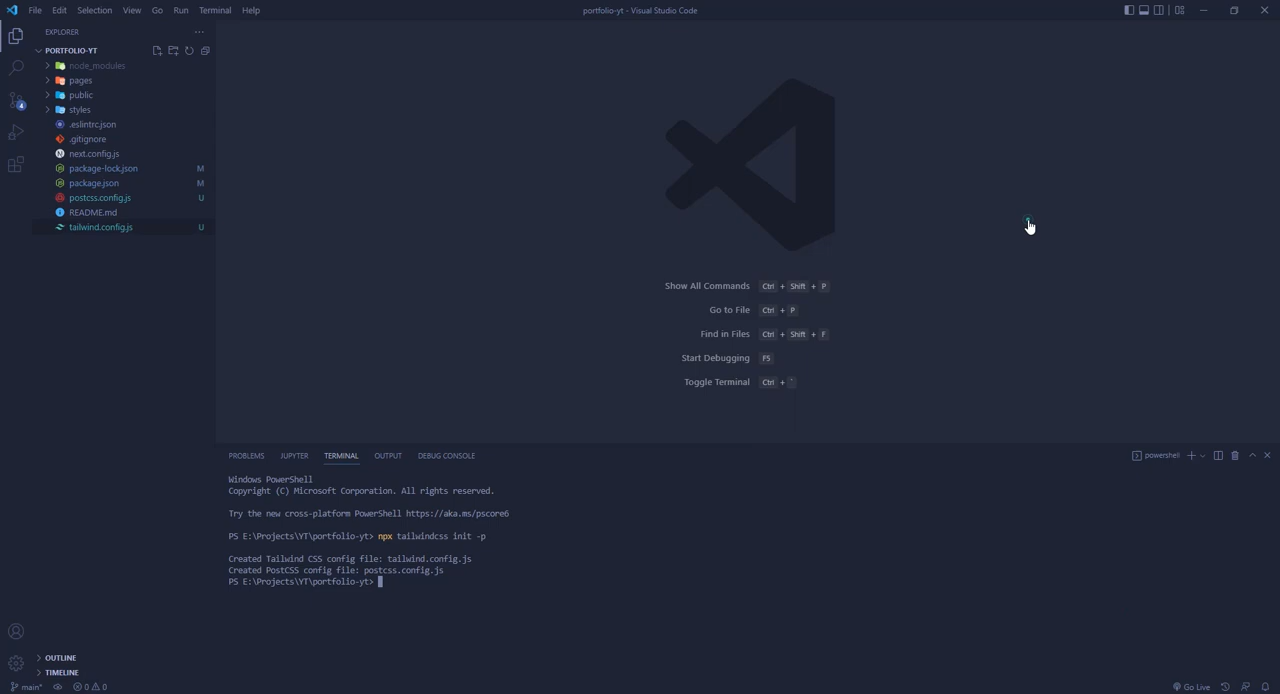 File Edit Selection View Go Run Terminal Help
portfolio-yt - Visual Studio Code
EXPLORER
PORTFOLIO-YT
node_modules
pages
public
styles
.eslintrc.json
.gitignore
next.config.js
package-lock.json M
package.json M
postcss.config.js U
README.md
tailwind.config.js U
4
Show All Commands Ctrl + Shift + P
Go to File Ctrl + P
Find in Files Ctrl + Shift + F
Start Debugging F5
Toggle Terminal Ctrl + `
PROBLEMS JUPYTER TERMINAL OUTPUT DEBUG CONSOLE
powershell
Windows PowerShell
Copyright (C) Microsoft Corporation. All rights reserved.
Try the new cross-platform PowerShell https://aka.ms/pscore6
PS E:\Projects\YT\portfolio-yt> npx tailwindcss init -p
Created Tailwind CSS config file: tailwind.config.js
Created PostCSS config file: postcss.config.js
PS E:\Projects\YT\portfolio-yt>
OUTLINE
TIMELINE
main* 0 0
Go Live